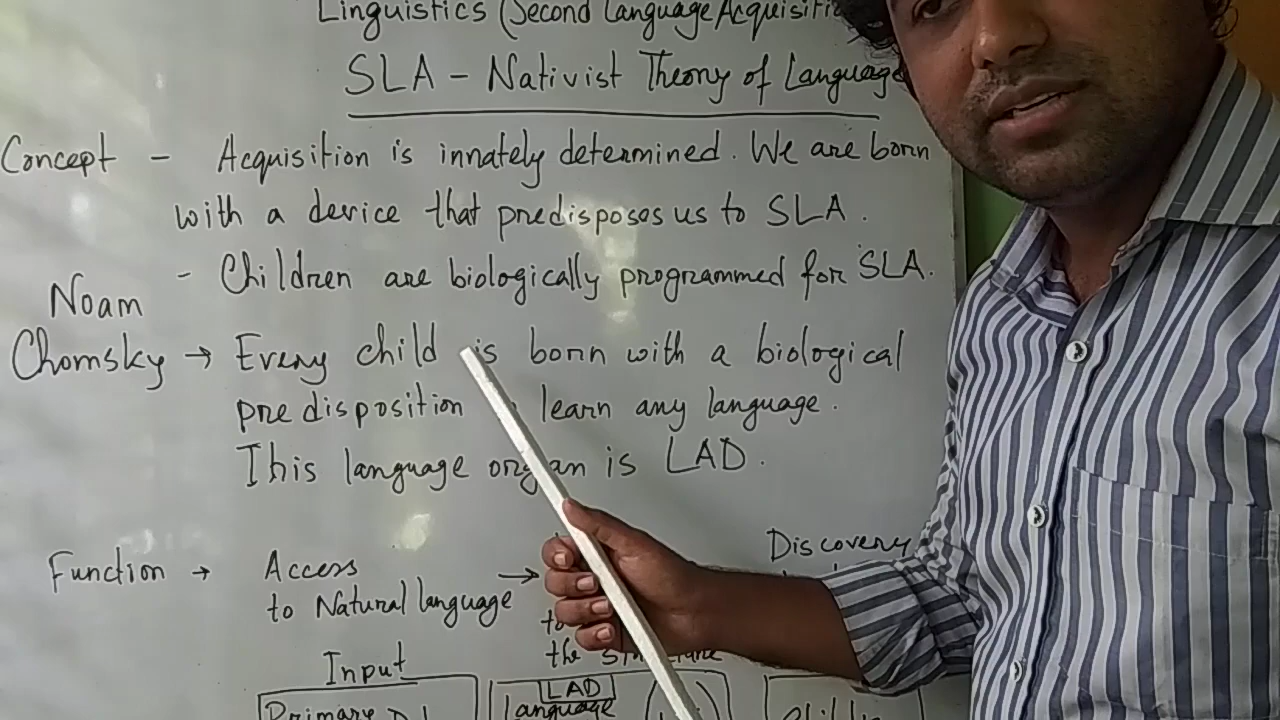 Linguistics (Second Language Acquisiti
SLA - Nativist Theory of Language
Concept - Acquisition is innately determined. We are born
with a device that predisposes us to SLA.
- Children are biologically programmed for SLA.
Noam
Chomsky → Every child is born with a biological
predisposition learn any language.
This language organ is LAD.
Function → Access
to Natural language →
to
the structure
Discovery
Input
Primary
LAD
language